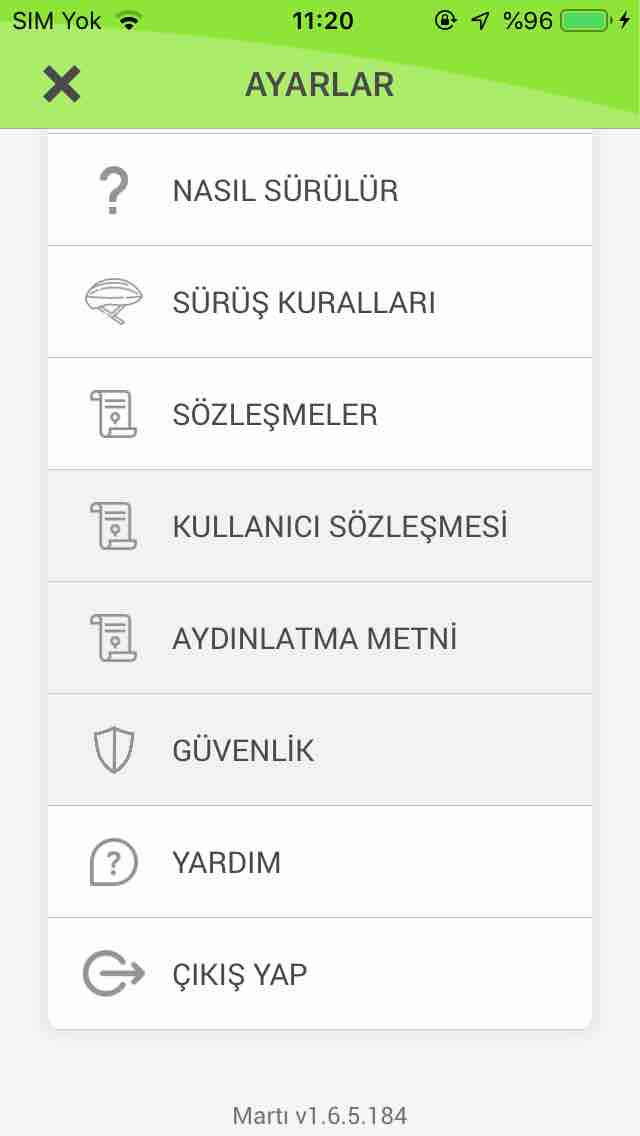 SIM Yok 11:20 %96
AYARLAR
NASIL SÜRÜLÜR
SÜRÜŞ KURALLARI
SÖZLEŞMELER
KULLANICI SÖZLEŞMESİ
AYDINLATMA METNİ
GÜVENLİK
YARDIM
ÇIKIŞ YAP
Martı v1.6.5.184